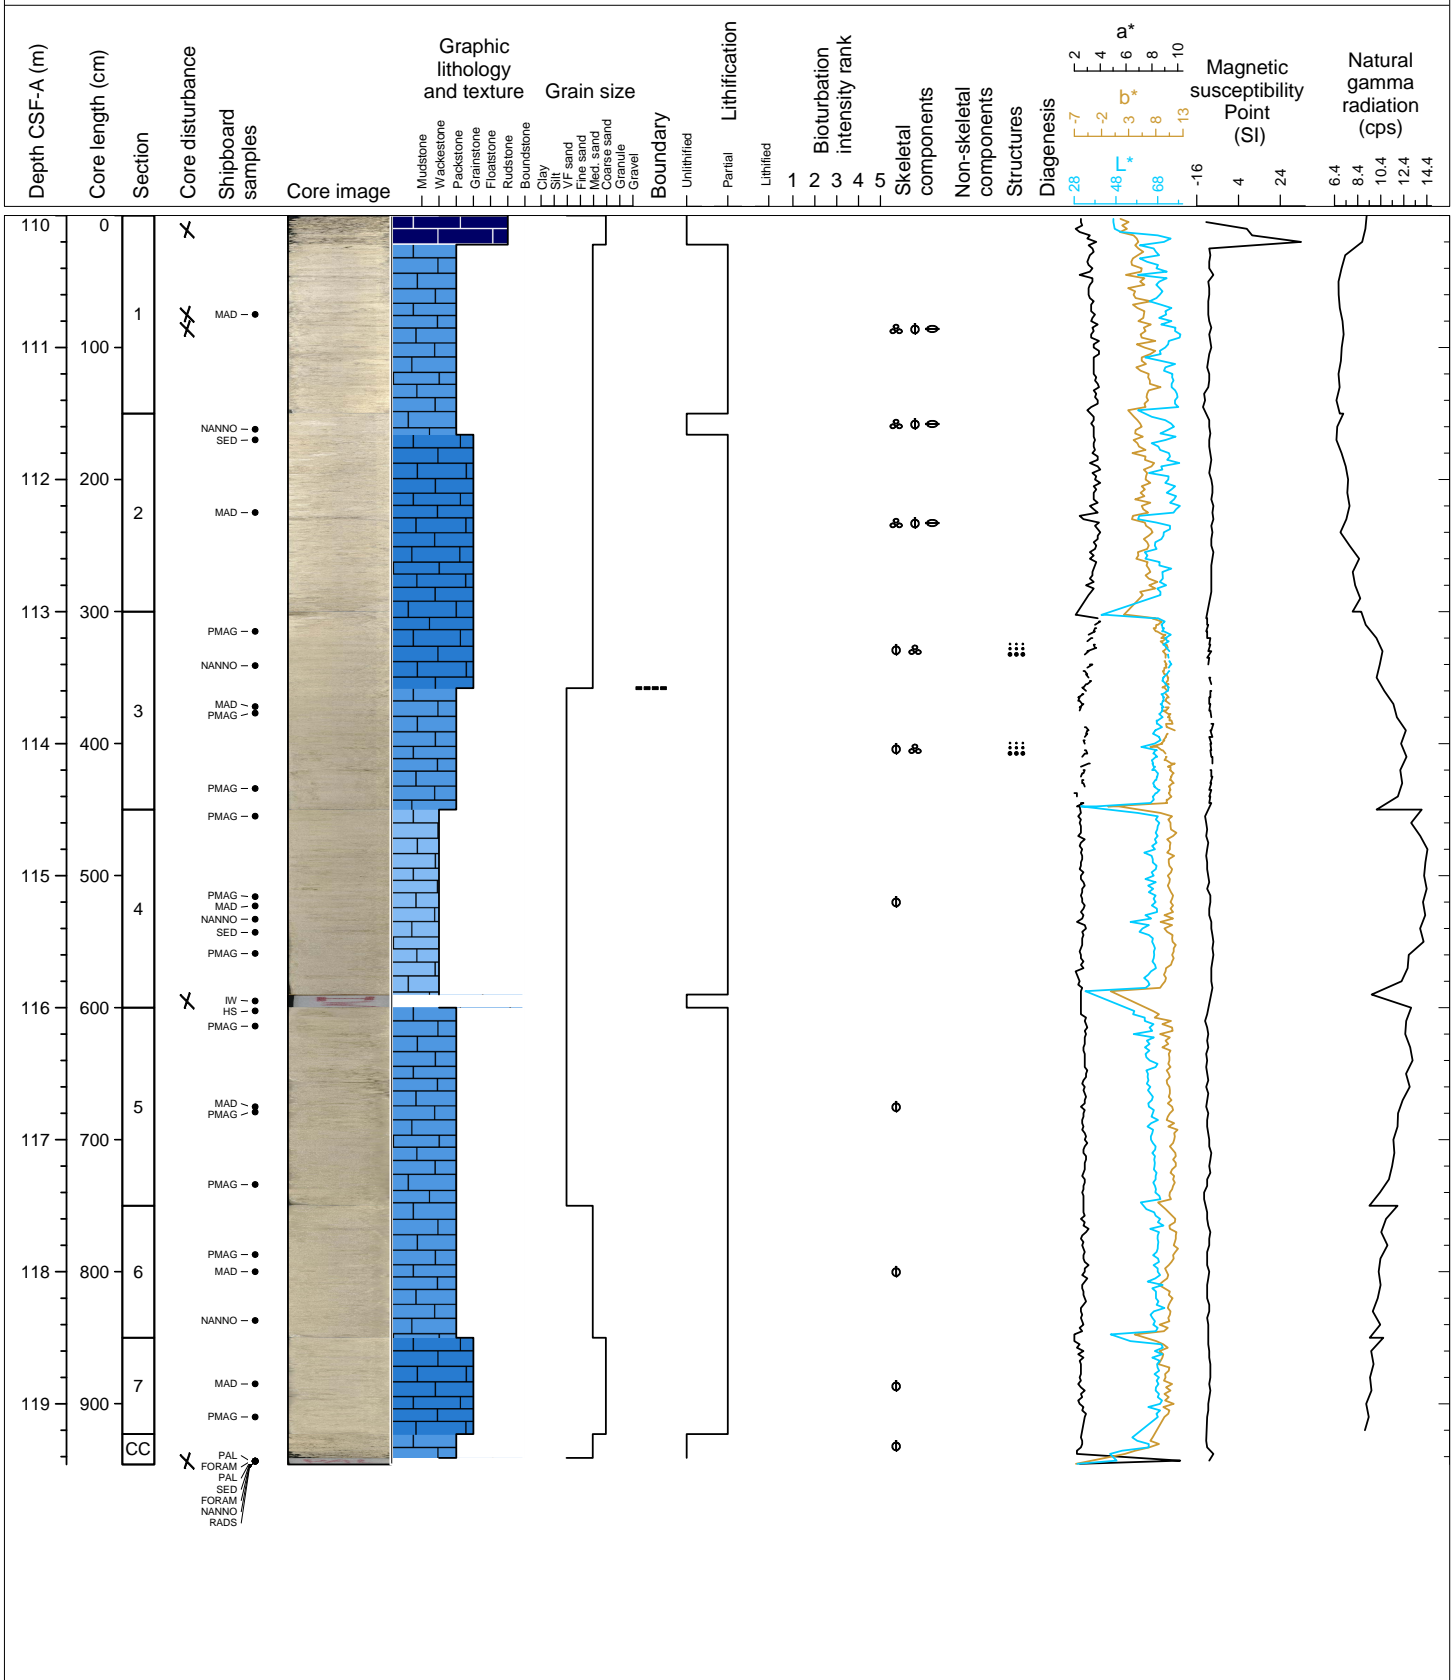 Depth CSF-A (m)
Core length (cm)
Section
Core disturbance
Shipboard
samples
Core image
Graphic
lithology
and texture
Mudstone
Wackestone
Packstone
Grainstone
Floatstone
Rudstone
Boundstone
Grain size
Clay
Silt
VF sand
Fine sand
Med. sand
Coarse sand
Granule
Gravel
Boundary
Lithification
Unlithified
Partial
Lithified
Bioturbation
intensity rank
1 2 3 4 5
Skeletal
components
Non-skeletal
components
Structures
Diagenesis
a*
2 4 6 8 10
b*
-7 -2 3 8 13
L*
28 48 68
Magnetic
susceptibility
Point
(SI)
-16 4 24
Natural
gamma
radiation
(cps)
6.4 8.4 10.4 12.4 14.4
110 0
1
MAD
111 100
NANNO
SED
112 200
2
MAD
113 300
PMAG
NANNO
MAD
3
PMAG
114 400
PMAG
PMAG
115 500
PMAG
MAD
4
NANNO
SED
PMAG
IW
116 600
HS
PMAG
MAD
5
PMAG
117 700
PMAG
PMAG
118 800
6
MAD
NANNO
MAD
7
119 900
PMAG
CC
PAL
FORAM
PAL
SED
FORAM
NANNO
RADS